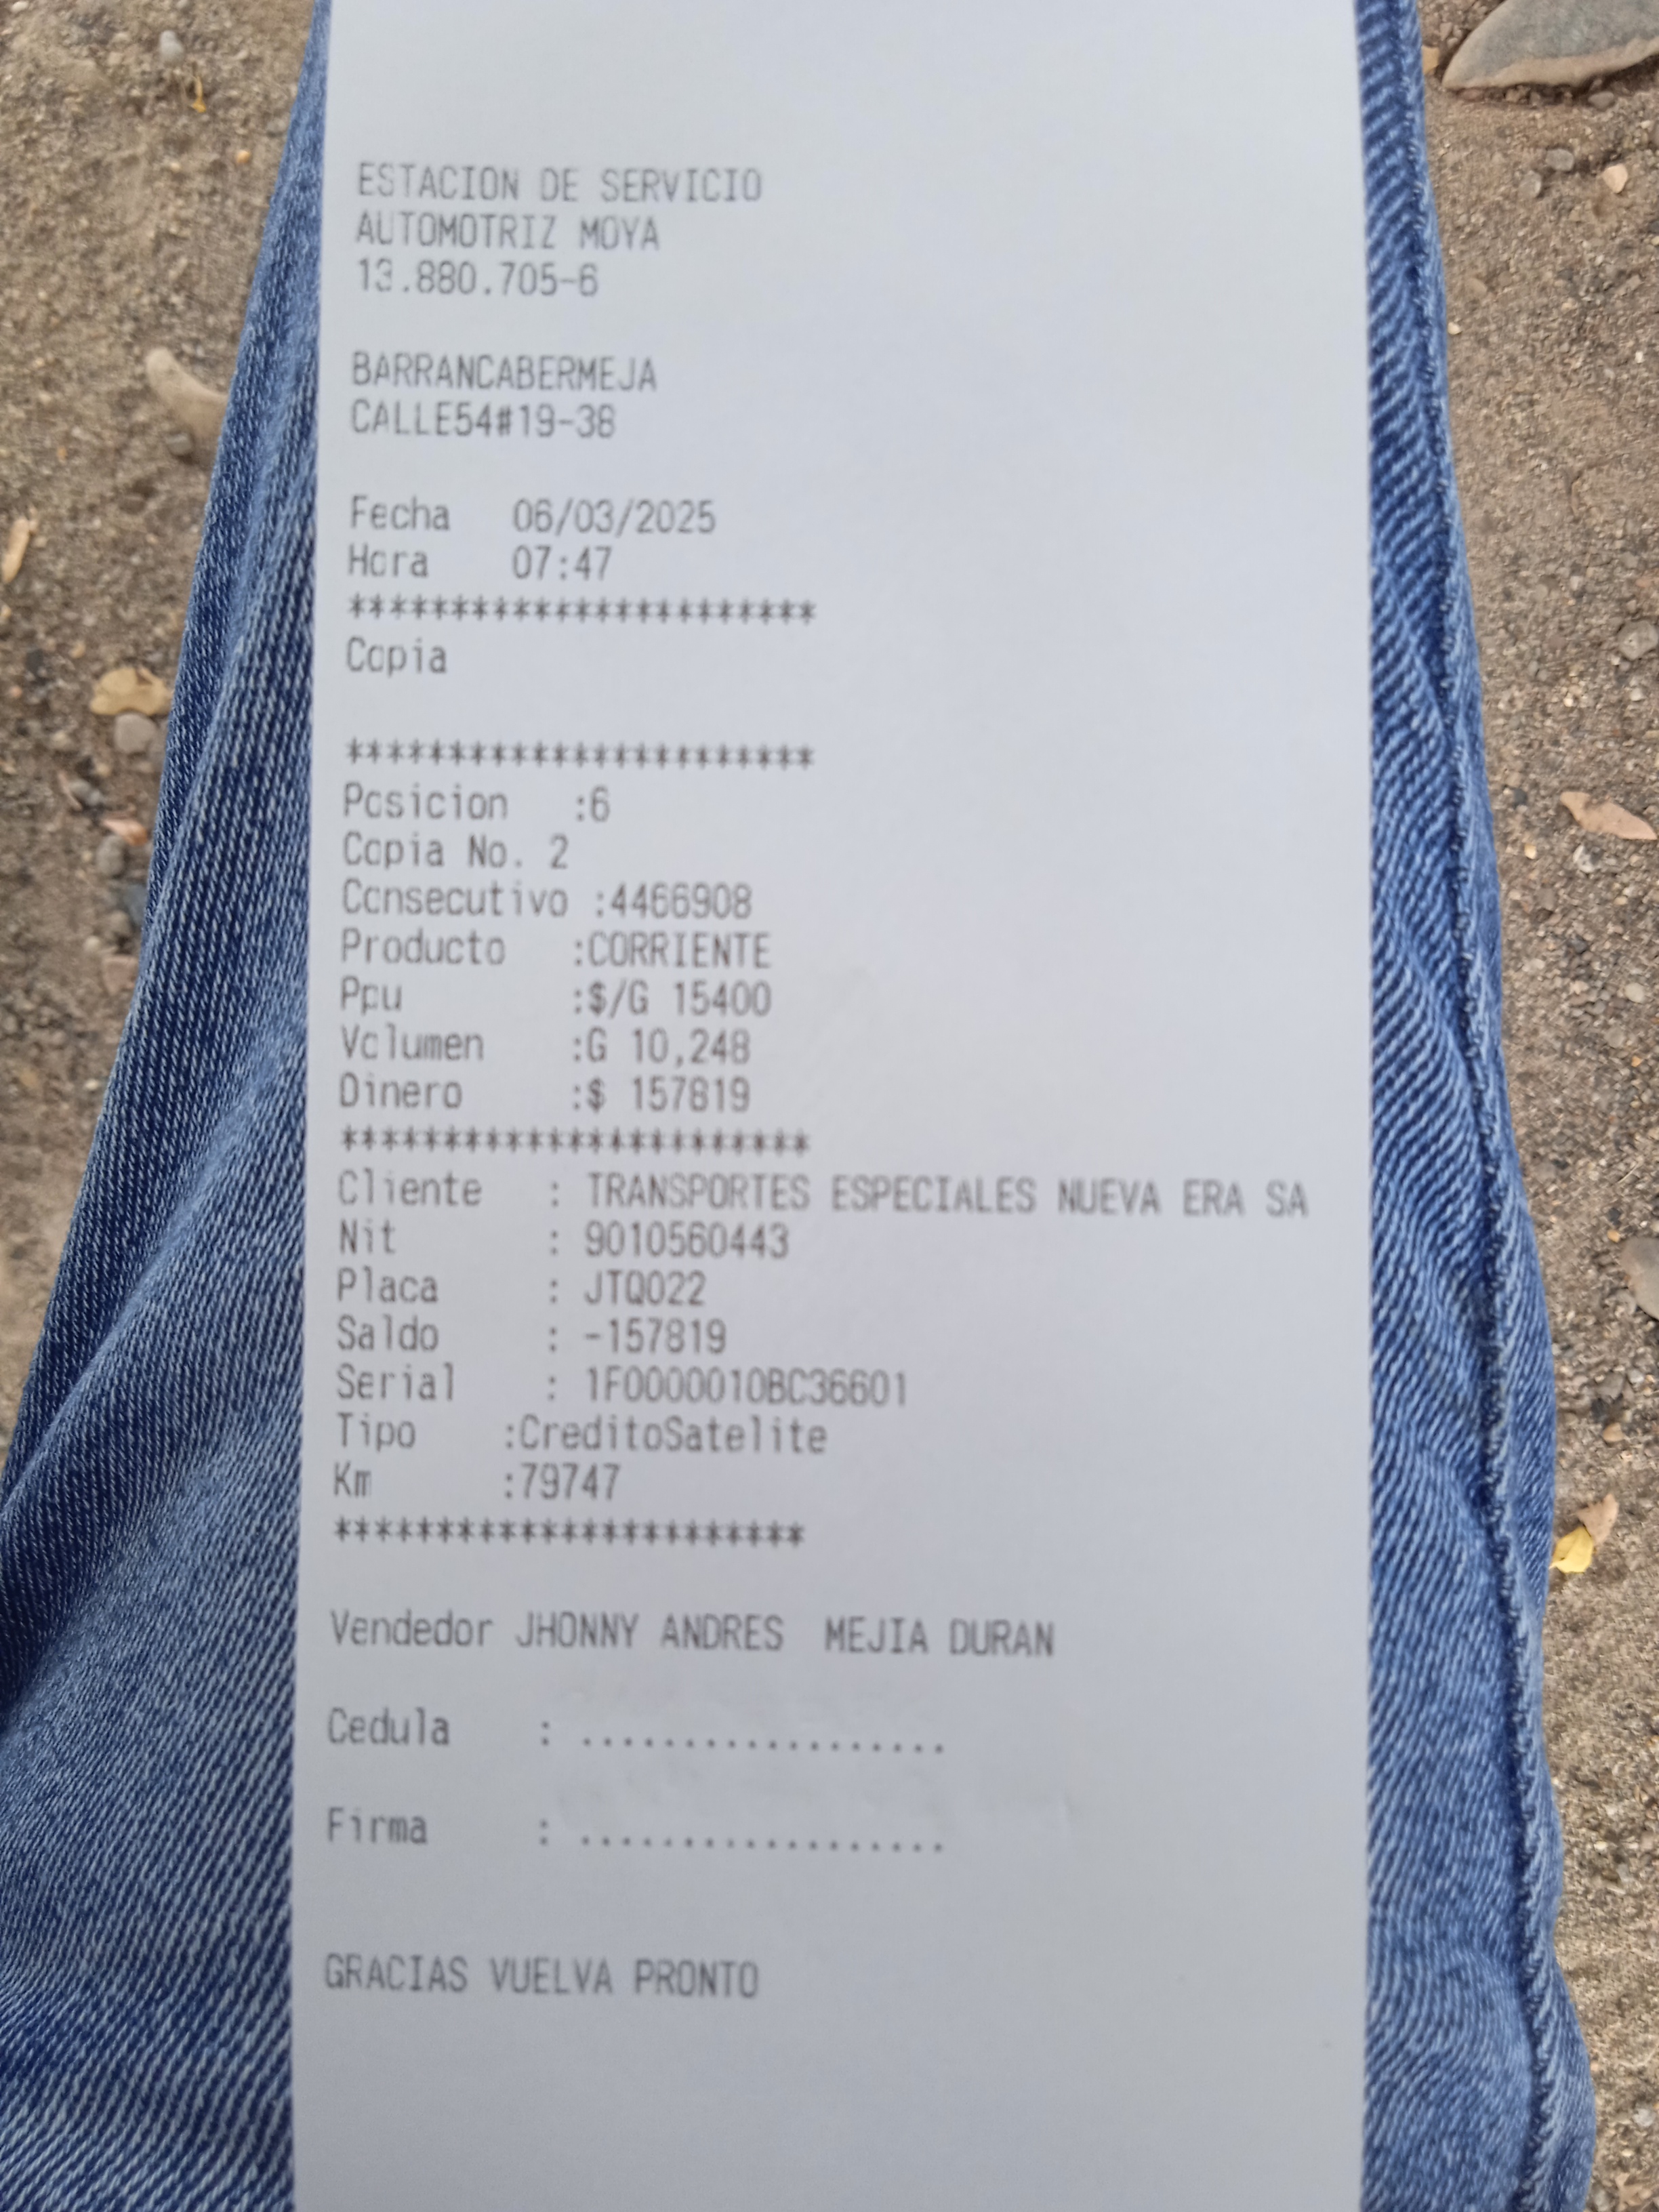 ESTACION DE SERVICIO
AUTOMOTRIZ MOYA
13.880.705-6
BARRANCABERMEJA
CALLE54#19-38
Fecha 06/03/2025
Hora 07:47
***********************
Copia
***********************
Posicion :6
Copia No. 2
Consecutivo :4466908
Producto :CORRIENTE
Ppu :$/G 15400
Volumen :G 10,248
Dinero :$ 157819
***********************
Cliente : TRANSPORTES ESPECIALES NUEVA ERA SA
Nit : 9010560443
Placa : JTQ022
Saldo : -157819
Serial : 1F0000010BC36601
Tipo :CreditoSatelite
Km :79747
***********************
Vendedor JHONNY ANDRES MEJIA DURAN
Cedula : ..................
Firma : ..................
GRACIAS VUELVA PRONTO